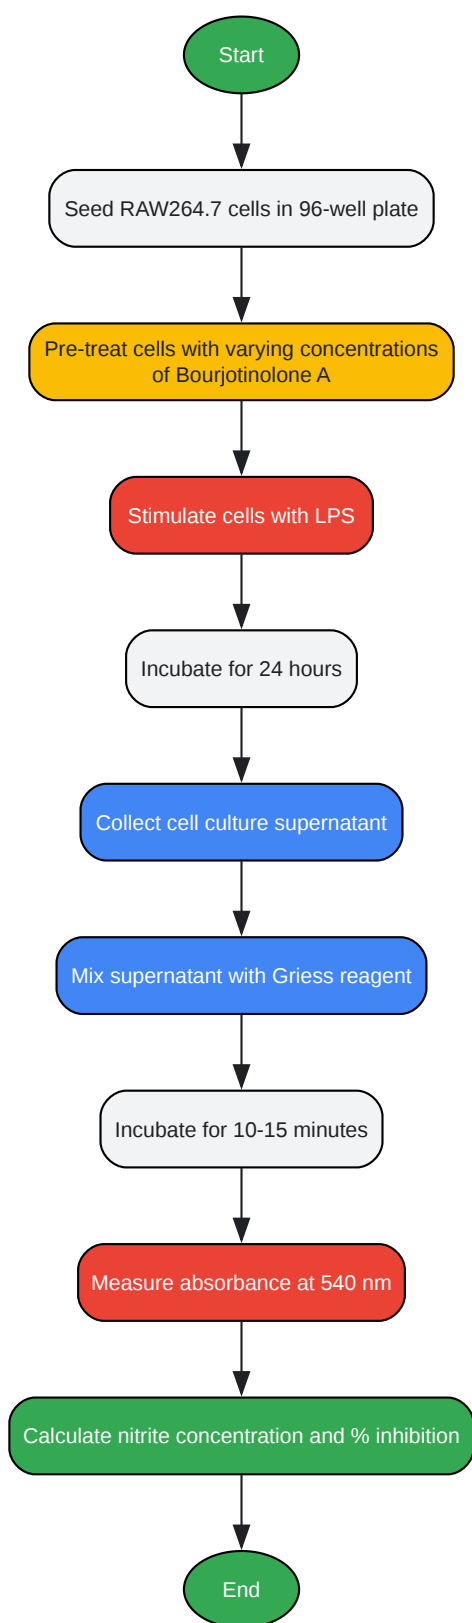 Start
Seed RAW264.7 cells in 96-well plate
Pre-treat cells with varying concentrations
of Bourjotinolone A
Stimulate cells with LPS
Incubate for 24 hours
Collect cell culture supernatant
Mix supernatant with Griess reagent
Incubate for 10-15 minutes
Measure absorbance at 540 nm
Calculate nitrite concentration and % inhibition
End